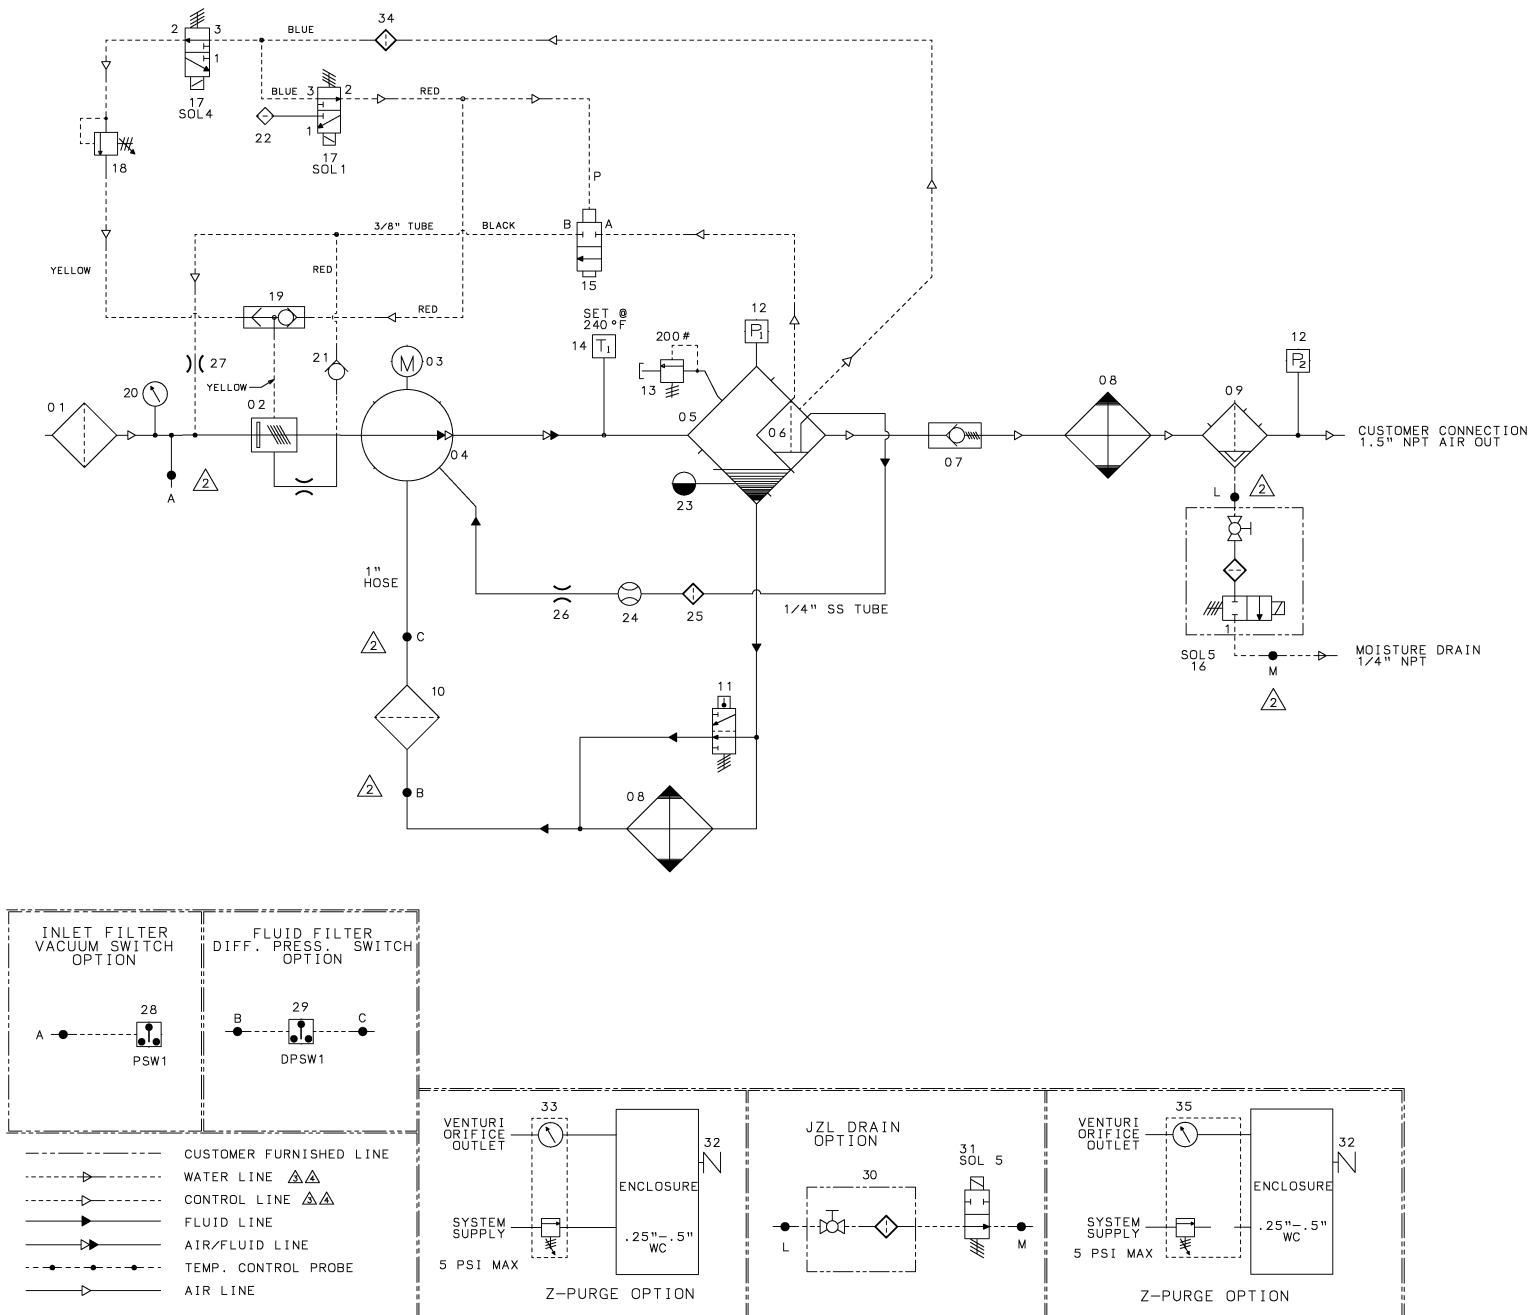 2
3
BLUE
34
1
17
SOL4
BLUE
3
2
RED
22
1
17
SOL1
18
P
3/8" TUBE
BLACK
B
A
15
YELLOW
RED
19
RED
SET @
240°F
14
T1
12
P1
200#
13
27
21
M
03
20
YELLOW
01
02
04
05
06
08
09
12
P2
CUSTOMER CONNECTION
1.5" NPT AIR OUT
A
2
23
07
L
2
1"
HOSE
26
24
25
1/4" SS TUBE
1
SOL5
16
MOISTURE DRAIN
1/4" NPT
M
2
2
C
10
11
2
B
08
INLET FILTER
VACUUM SWITCH
OPTION
FLUID FILTER
DIFF. PRESS. SWITCH
OPTION
28
A
PSW1
29
B
C
DPSW1
CUSTOMER FURNISHED LINE
WATER LINE 3 4
CONTROL LINE 3 4
FLUID LINE
AIR/FLUID LINE
TEMP. CONTROL PROBE
AIR LINE
33
VENTURI
ORIFICE
OUTLET
32
ENCLOSURE
SYSTEM
SUPPLY
.25"-.5"
WC
5 PSI MAX
Z-PURGE OPTION
JZL DRAIN
OPTION
31
SOL 5
30
L
M
35
VENTURI
ORIFICE
OUTLET
32
ENCLOSURE
SYSTEM
SUPPLY
.25"-.5"
WC
5 PSI MAX
Z-PURGE OPTION